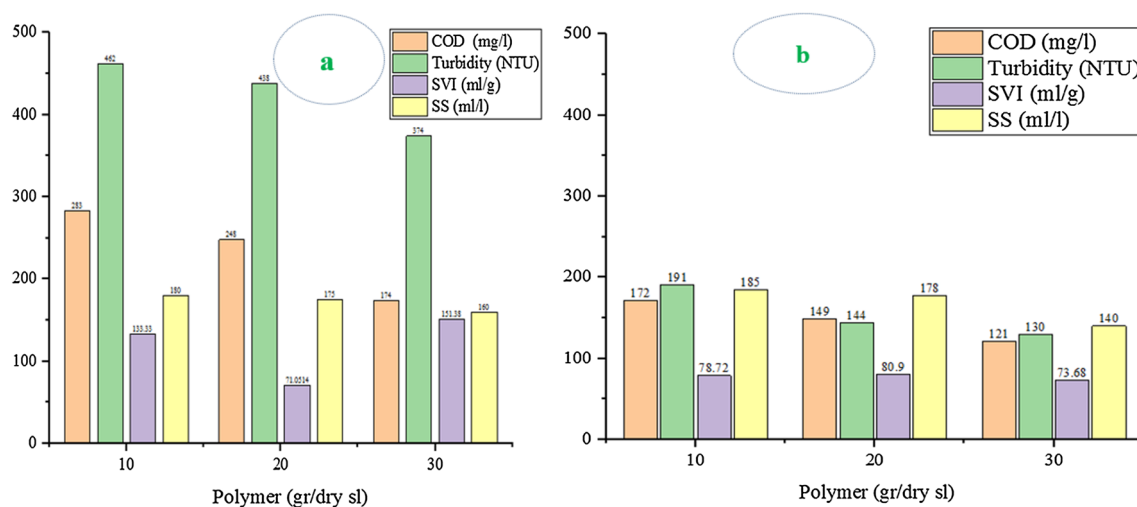 a
COD (mg/l)
Turbidity (NTU)
SVI (ml/g)
SS (ml/l)
500
400
300
200
100
0
283
462
133.33
180
248
438
71.0514
175
174
374
151.38
160
10 20 30
Polymer (gr/dry sl)
b
COD (mg/l)
Turbidity (NTU)
SVI (ml/g)
SS (ml/l)
500
400
300
200
100
0
172
191
78.72
185
149
144
80.9
178
121
130
73.68
140
10 20 30
Polymer (gr/dry sl)